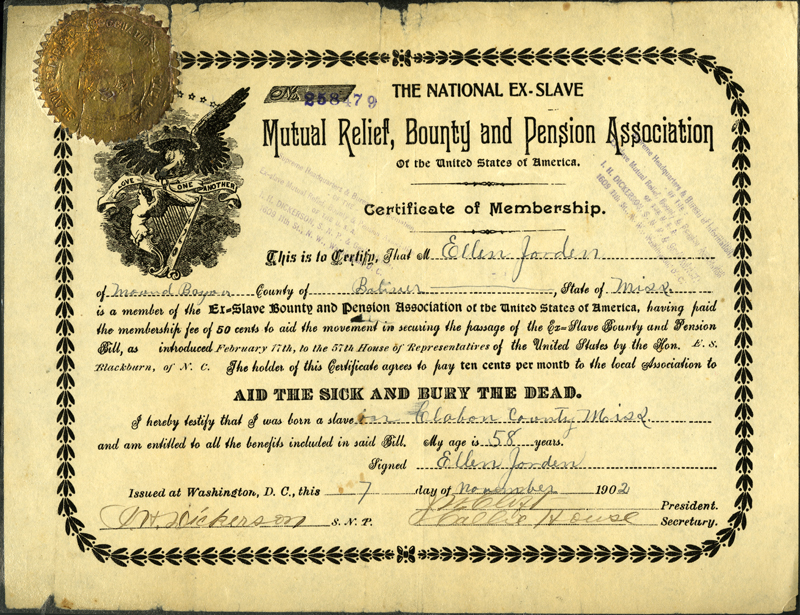 No. 258479
THE NATIONAL EX-SLAVE
Mutual Relief, Bounty and Pension Association
Of the United States of America.
LOVE ONE ANOTHER
Certificate of Membership.
This is to Certify, That M Ellen Jorden
of Mound Bayou County of Boliver, State of Miss
is a member of the Ex-Slave Bounty and Pension Association of the United States of America, having paid
the membership fee of 50 cents to aid the movement in securing the passage of the Ex=Slave Bounty and Pension
Bill, as introduced February 17th, to the 57th House of Representatives of the United States by the Hon. E. S.
Blackburn, of N. C. The holder of this Certificate agrees to pay ten cents per month to the local Association to
AID THE SICK AND BURY THE DEAD.
I hereby testify that I was born a slave in Clabon County Miss.
and am entitled to all the benefits included in said Bill. My age is 58 years.
Signed Ellen Jorden
Issued at Washington, D. C., this 7 day of November 1902
President.
I H Dickerson S. N. P. Callie House Secretary.